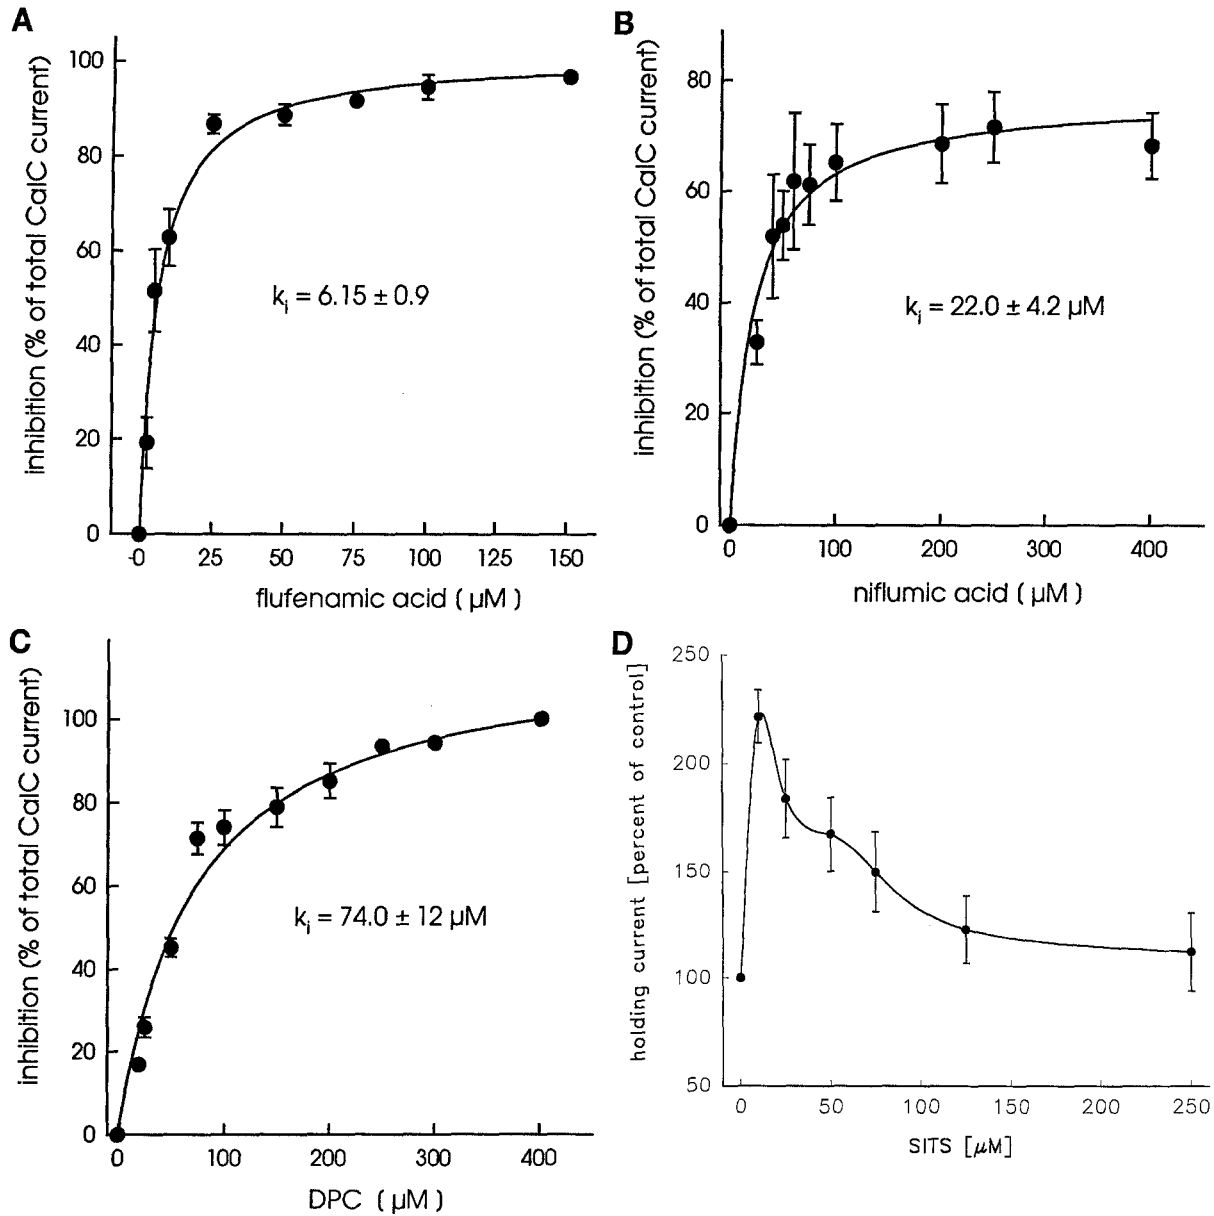 A
inhibition (% of total CalC current)
100
80
60
40
20
0
k_i = 6.15 ± 0.9
-0 25 50 75 100 125 150
flufenamic acid ( µM )
B
inhibition (% of total CalC current)
80
60
40
20
0
k_i = 22.0 ± 4.2 µM
0 100 200 300 400
niflumic acid ( µM )
C
inhibition (% of total CalC current)
100
80
60
40
20
0
k_i = 74.0 ± 12 µM
0 100 200 300 400
DPC ( µM )
D
holding current [percent of control]
250
200
150
100
50
0 50 100 150 200 250
SITS [µM]